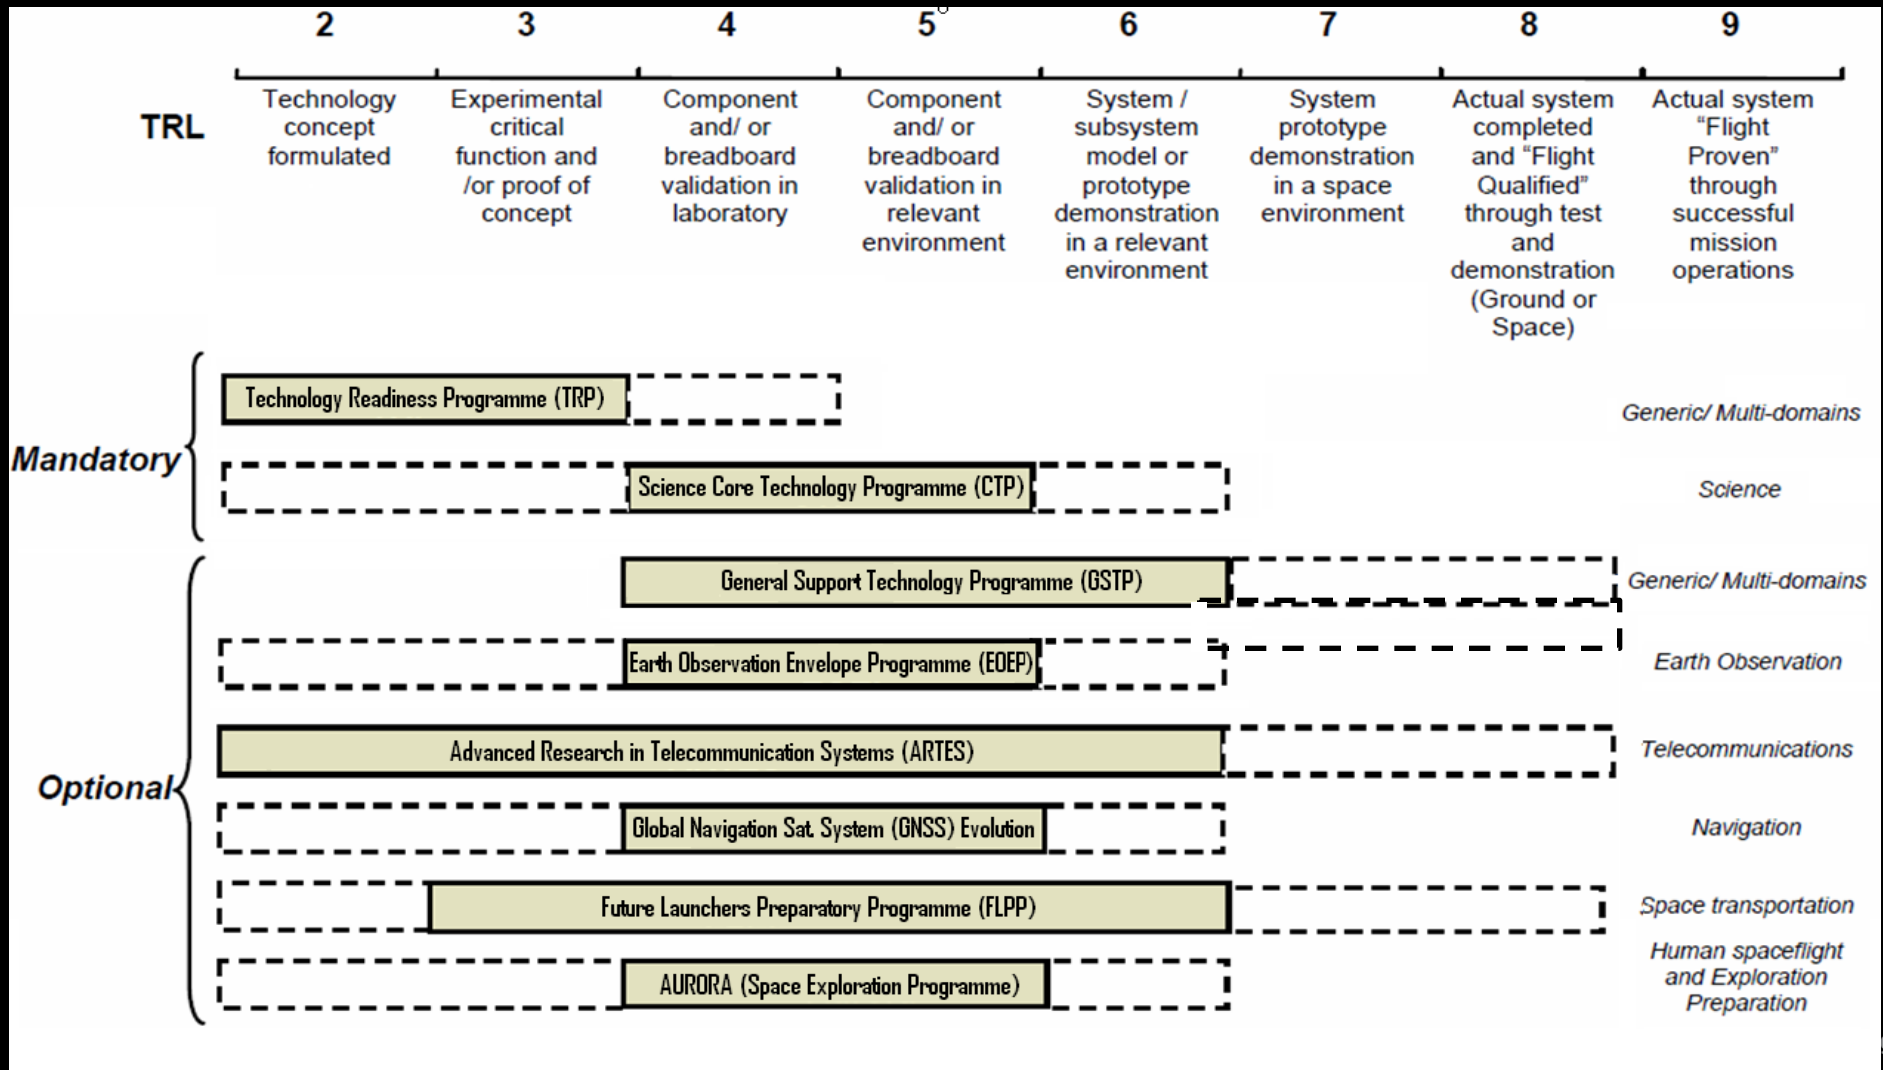 2 3 4 5 6 7 8 9
TRL
Technology
concept
formulated
Experimental
critical
function and
/or proof of
concept
Component
and/ or
breadboard
validation in
laboratory
Component
and/ or
breadboard
validation in
relevant
environment
System /
subsystem
model or
prototype
demonstration
in a relevant
environment
System
prototype
demonstration
in a space
environment
Actual system
completed
and “Flight
Qualified”
through test
and
demonstration
(Ground or
Space)
Actual system
“Flight
Proven”
through
successful
mission
operations
Mandatory
Technology Readiness Programme (TRP)
Generic/ Multi-domains
Science Core Technology Programme (CTP)
Science
Optional
General Support Technology Programme (GSTP)
Generic/ Multi-domains
Earth Observation Envelope Programme (EOEP)
Earth Observation
Advanced Research in Telecommunication Systems (ARTES)
Telecommunications
Global Navigation Sat. System (GNSS) Evolution
Navigation
Future Launchers Preparatory Programme (FLPP)
Space transportation
AURORA (Space Exploration Programme)
Human spaceflight
and Exploration
Preparation